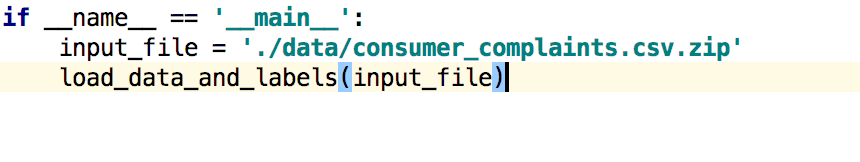 if __name__ == '__main__':
    input_file = './data/consumer_complaints.csv.zip'
    load_data_and_labels(input_file)